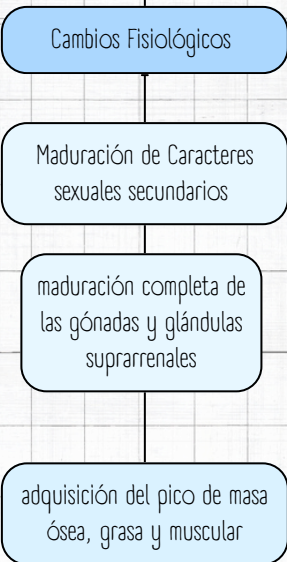 Cambios Fisiológicos
Maduración de Caracteres
sexuales secundarios
maduración completa de
las gónadas y glándulas
suprarrenales
adquisición del pico de masa
ósea, grasa y muscular